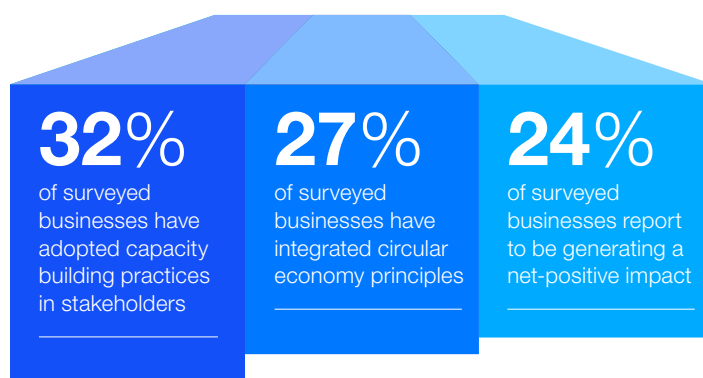 32%
of surveyed
businesses have
adopted capacity
building practices
in stakeholders
27%
of surveyed
businesses have
integrated circular
economy principles
24%
of surveyed
businesses report
to be generating a
net-positive impact